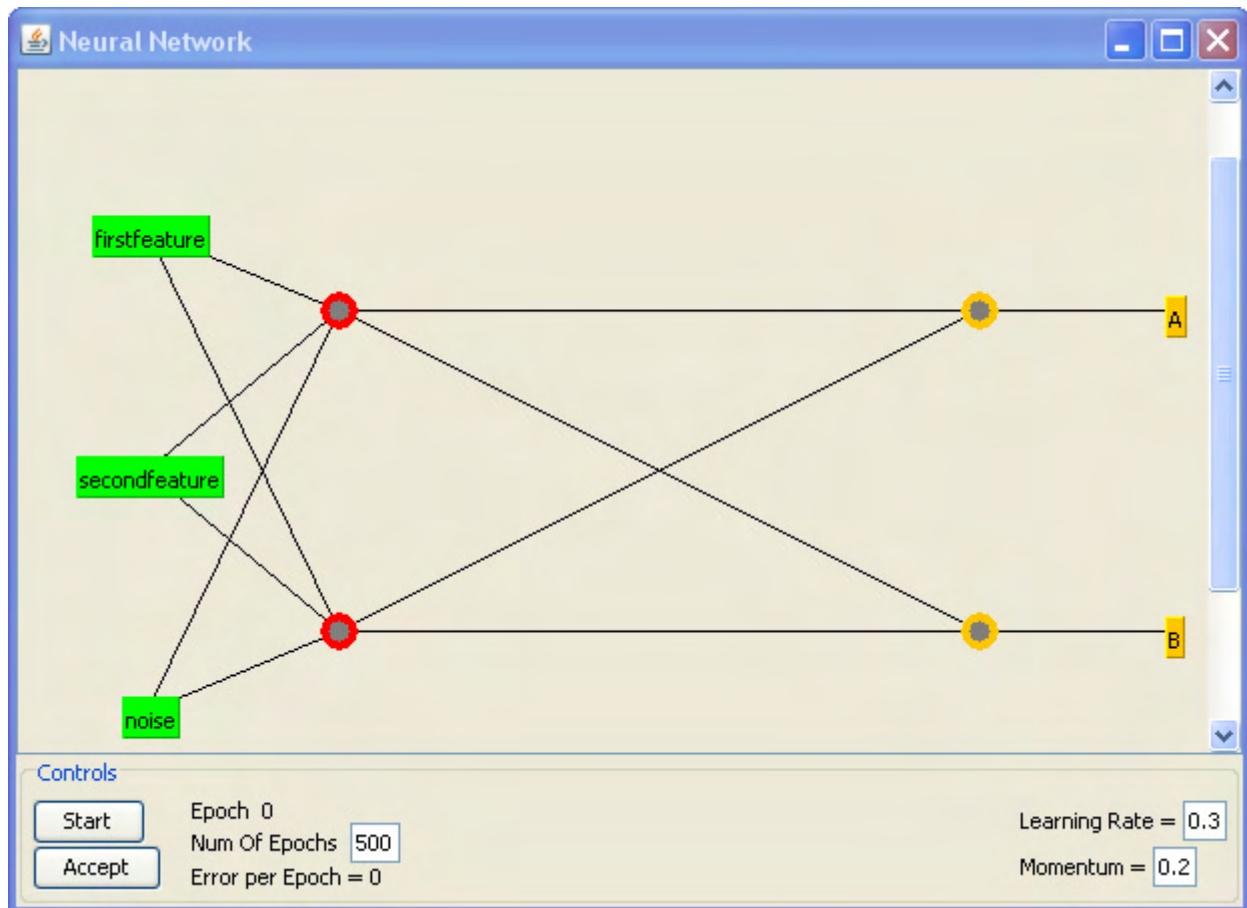 Neural Network
firstfeature
A
secondfeature
B
noise
Controls
Start
Accept
Epoch 0
Num Of Epochs 500
Error per Epoch = 0
Learning Rate = 0.3
Momentum = 0.2